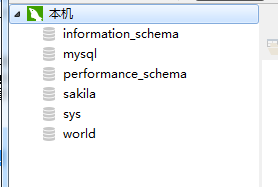 本机
information_schema
mysql
performance_schema
sakila
sys
world